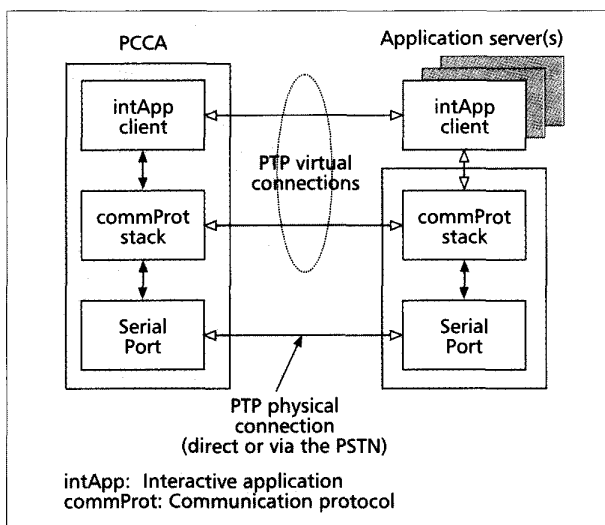 PCCA
Application server(s)
intApp
client
intApp
client
PTP virtual
connections
commProt
stack
commProt
stack
Serial
Port
Serial
Port
PTP physical
connection
(direct or via the PSTN)
intApp: Interactive application
commProt: Communication protocol